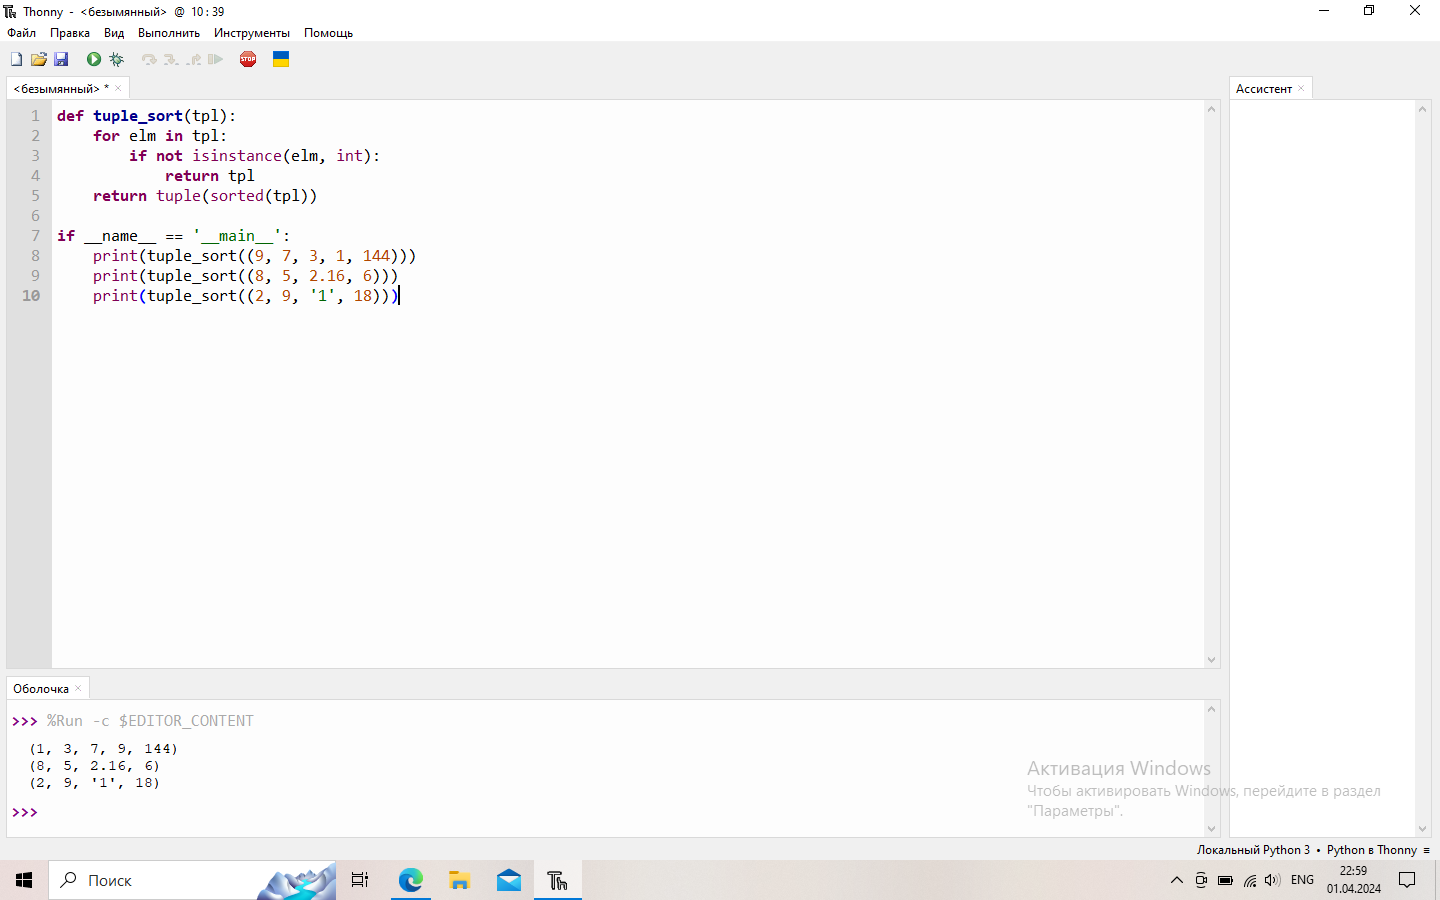 Thonny - <безымянный> @ 10 : 39
Файл Правка Вид Выполнить Инструменты Помощь
STOP
<безымянный> * ×
Ассистент ×
1 def tuple_sort(tpl):
2     for elm in tpl:
3         if not isinstance(elm, int):
4             return tpl
5     return tuple(sorted(tpl))
6
7 if __name__ == '__main__':
8     print(tuple_sort((9, 7, 3, 1, 144)))
9     print(tuple_sort((8, 5, 2.16, 6)))
10     print(tuple_sort((2, 9, '1', 18)))
Оболочка ×
>>> %Run -c $EDITOR_CONTENT
(1, 3, 7, 9, 144)
(8, 5, 2.16, 6)
(2, 9, '1', 18)
>>>
Активация Windows
Чтобы активировать Windows, перейдите в раздел
"Параметры".
Локальный Python 3 • Python в Thonny ≡
Поиск
ENG
22:59
01.04.2024